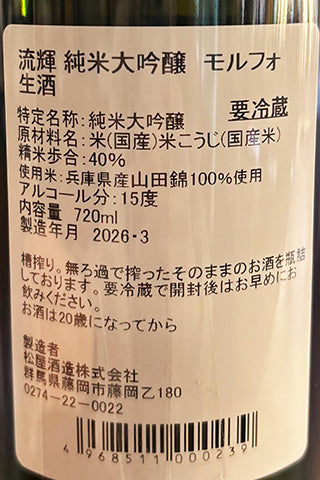 流輝 純米大吟醸 モルフォ
生酒
特定名称:純米大吟醸 要冷蔵
原材料名:米(国産)米こうじ(国産米)
精米歩合:40%
使用米:兵庫県産山田錦100%使用
アルコール分:15度
内容量 720ml
製造年月 2026・3
槽搾り。無ろ過で搾ったそのままのお酒を瓶詰
しております。要冷蔵で開封後はお早めにお
飲みください。
お酒は20歳になってから
製造者
松屋酒造株式会社
群馬県藤岡市藤岡乙180
0274-22-0022
4968511000239